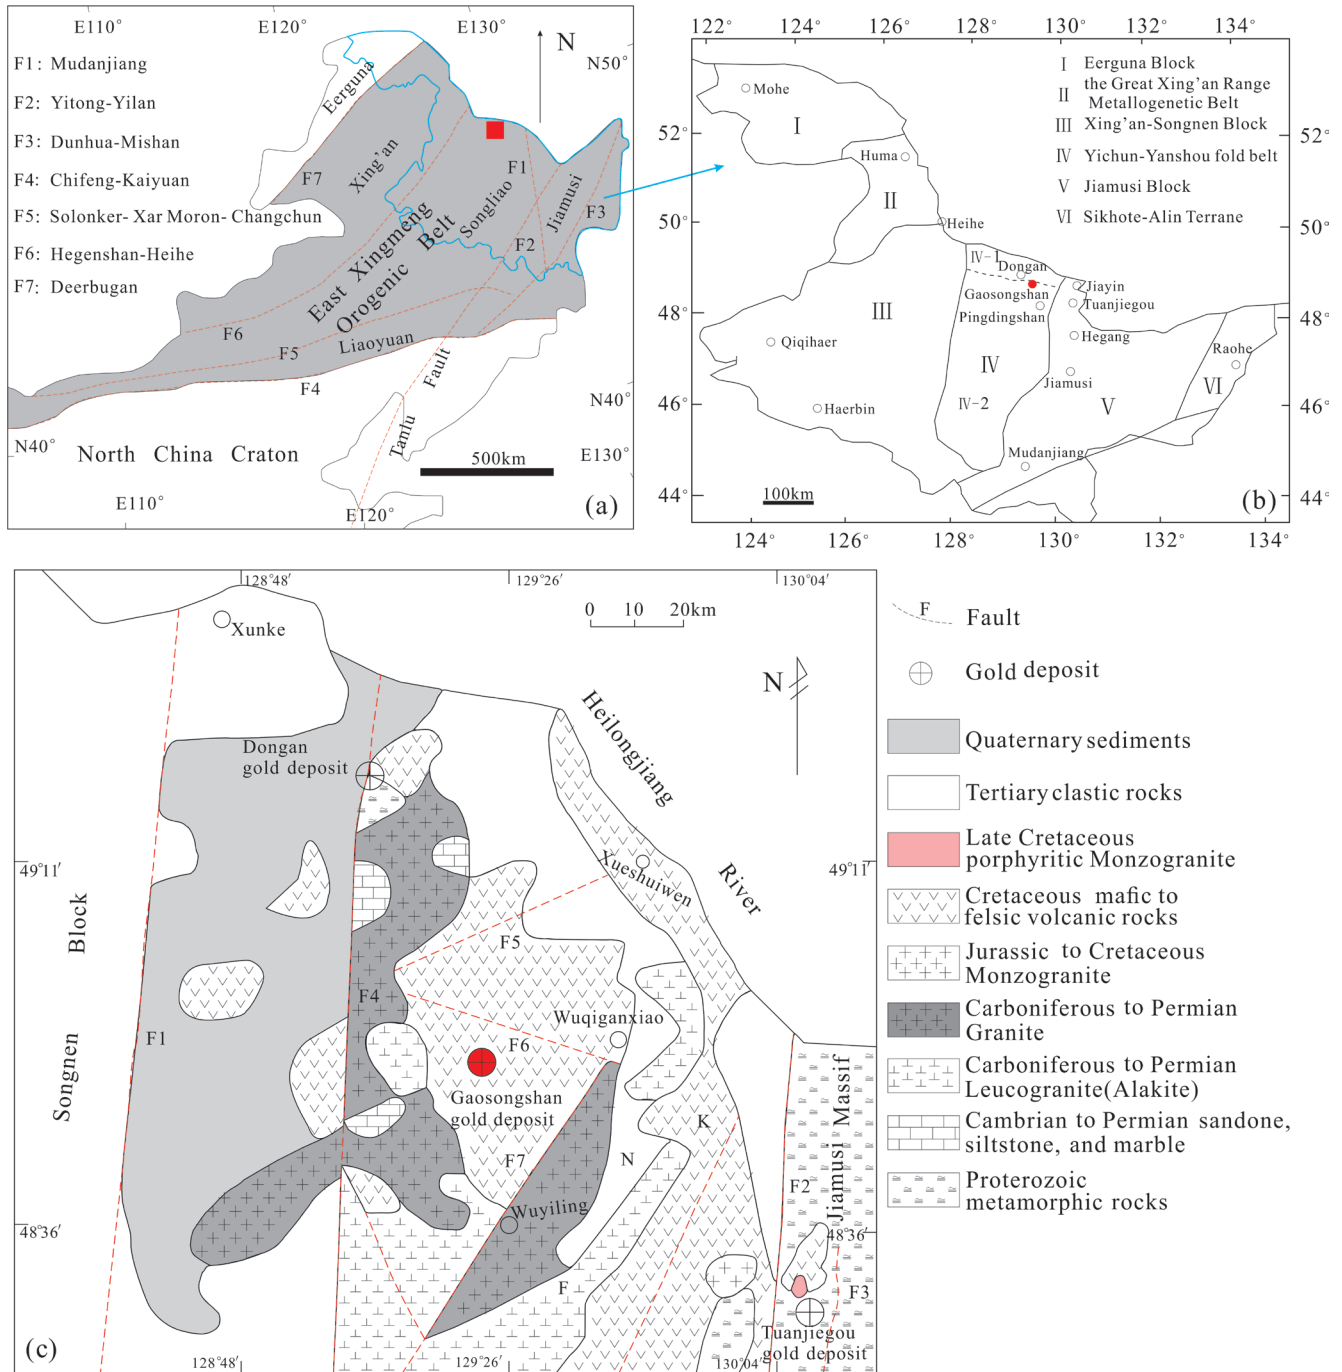 E110°
E120°
E130°
N
N50°
F1: Mudanjiang
F2: Yitong-Yilan
F3: Dunhua-Mishan
F4: Chifeng-Kaiyuan
F5: Solonker- Xar Moron- Changchun
F6: Hegenshan-Heihe
F7: Deerbugan
Eerguna
Xing'an
F7
Songliao
F1
Jiamusi
F3
F2
East Xingmeng
Orogenic Belt
F6
F5
Liaoyuan
F4
Tanlu Fault
N40°
N40°
North China Craton
500km
E130°
E110°
E120°
(a)
122°
124°
126°
128°
130°
132°
134°
Mohe
I
Huma
II
Heihe
I Eerguna Block
II the Great Xing'an Range
Metallogenetic Belt
III Xing'an-Songnen Block
IV Yichun-Yanshou fold belt
V Jiamusi Block
VI Sikhote-Alin Terrane
52°
52°
50°
50°
48°
48°
46°
46°
44°
44°
IV-1
Dongan
Jiayin
Gaosongshan
Tuanjiegou
Pingdingshan
III
Qiqihaer
Hegang
Raohe
IV
Jiamusi
VI
IV-2
V
Haerbin
Mudanjiang
100km
(b)
124°
126°
128°
130°
132°
134°
128°48′
129°26′
130°04′
Xunke
0 10 20km
N
Heilongjiang
River
Dongan
gold deposit
49°11′
49°11′
Xueshuiwen
Songnen Block
F5
F4
F1
Wuqiganxiao
F6
Gaosongshan
gold deposit
K
F7
N
Jiamusi Massif
F2
Wuyiling
48°36′
48°36′
F
F3
Tuanjiegou
gold deposit
(c)
128°48′
129°26′
130°04′
F
Fault
Gold deposit
Quaternary sediments
Tertiary clastic rocks
Late Cretaceous
porphyritic Monzogranite
Cretaceous mafic to
felsic volcanic rocks
Jurassic to Cretaceous
Monzogranite
Carboniferous to Permian
Granite
Carboniferous to Permian
Leucogranite(Alakite)
Cambrian to Permian sandone,
siltstone, and marble
Proterozoic
metamorphic rocks